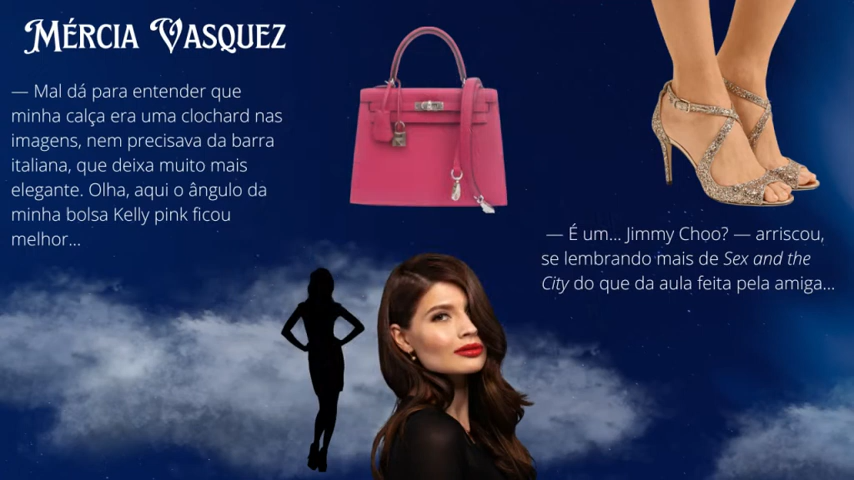 MÉRCIA VASQUEZ
— Mal dá para entender que
minha calça era uma clochard nas
imagens, nem precisava da barra
italiana, que deixa muito mais
elegante. Olha, aqui o ângulo da
minha bolsa Kelly pink ficou
melhor...
— É um... Jimmy Choo? — arriscou,
se lembrando mais de Sex and the
City do que da aula feita pela amiga...